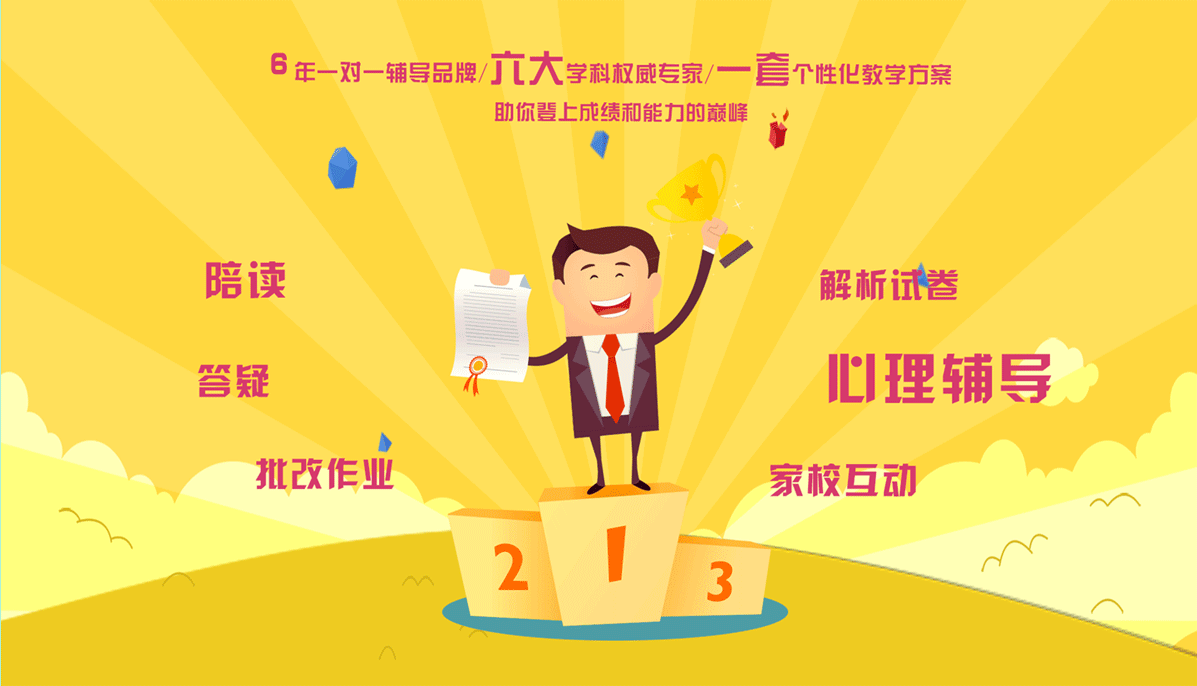 6年一对一辅导品牌/六大学科权威专家/一套个性化教学方案
助你登上成绩和能力的巅峰
陪读
解析试卷
答疑
心理辅导
批改作业
家校互动
2
1
3